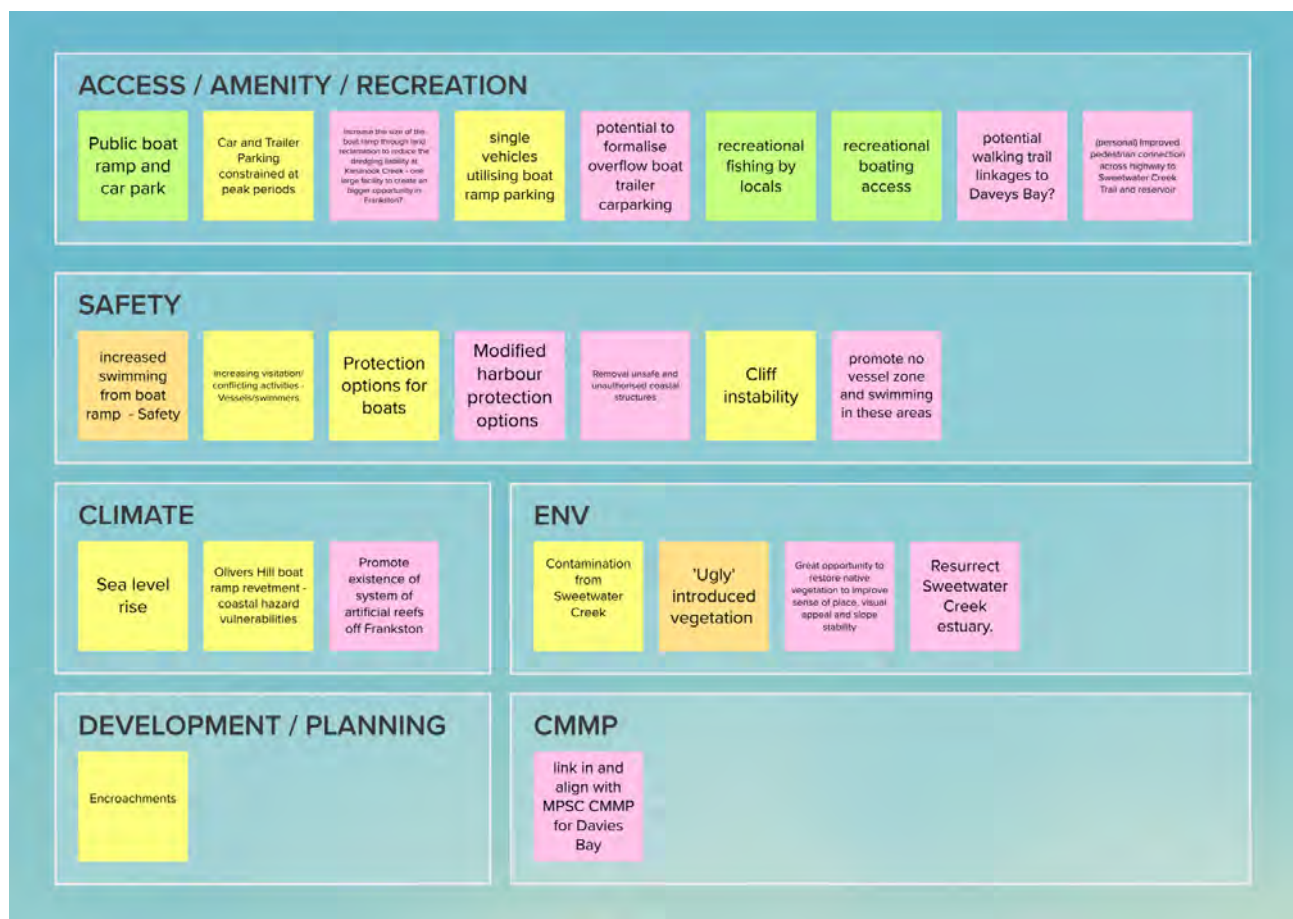 ACCESS / AMENITY / RECREATION
Public boat
ramp and
car park
Car and Trailer
Parking
constrained at
peak periods
Increase the size of the
boat ramp through land
reclamation to reduce the
dredging liability at
Kananook Creek - one
large facility to create an
bigger opportunity in
Frankston?
single
vehicles
utilising boat
ramp parking
potential to
formalise
overflow boat
trailer
carparking
recreational
fishing by
locals
recreational
boating
access
potential
walking trail
linkages to
Daveys Bay?
(personal) Improved
pedestrian connection
across highway to
Sweetwater Creek
Trail and reservoir
SAFETY
increased
swimming
from boat
ramp - Safety
Increasing visitation/
conflicting activities -
Vessels/swimmers
Protection
options for
boats
Modified
harbour
protection
options
Removal unsafe and
unauthorised coastal
structures
Cliff
instability
promote no
vessel zone
and swimming
in these areas
CLIMATE
Sea level
rise
Olivers Hill boat
ramp revetment -
coastal hazard
vulnerabilities
Promote
existence of
system of
artificial reefs
off Frankston
ENV
Contamination
from
Sweetwater
Creek
'Ugly'
introduced
vegetation
Great opportunity to
restore native
vegetation to improve
sense of place, visual
appeal and slope
stability
Resurrect
Sweetwater
Creek
estuary.
DEVELOPMENT / PLANNING
Encroachments
CMMP
link in and
align with
MPSC CMMP
for Davies
Bay